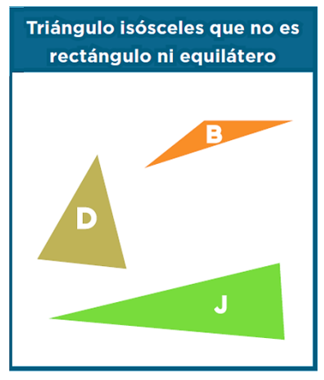 Triángulo isósceles que no es
rectángulo ni equilátero
B
D
J